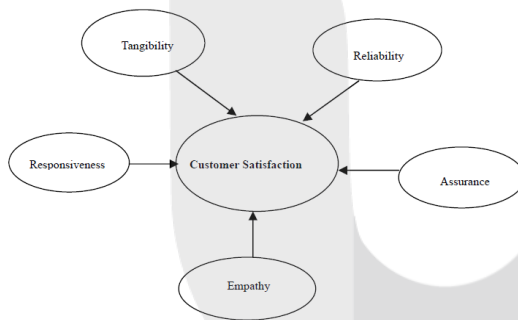 Tangibility
Reliability
Responsiveness
Customer Satisfaction
Assurance
Empathy